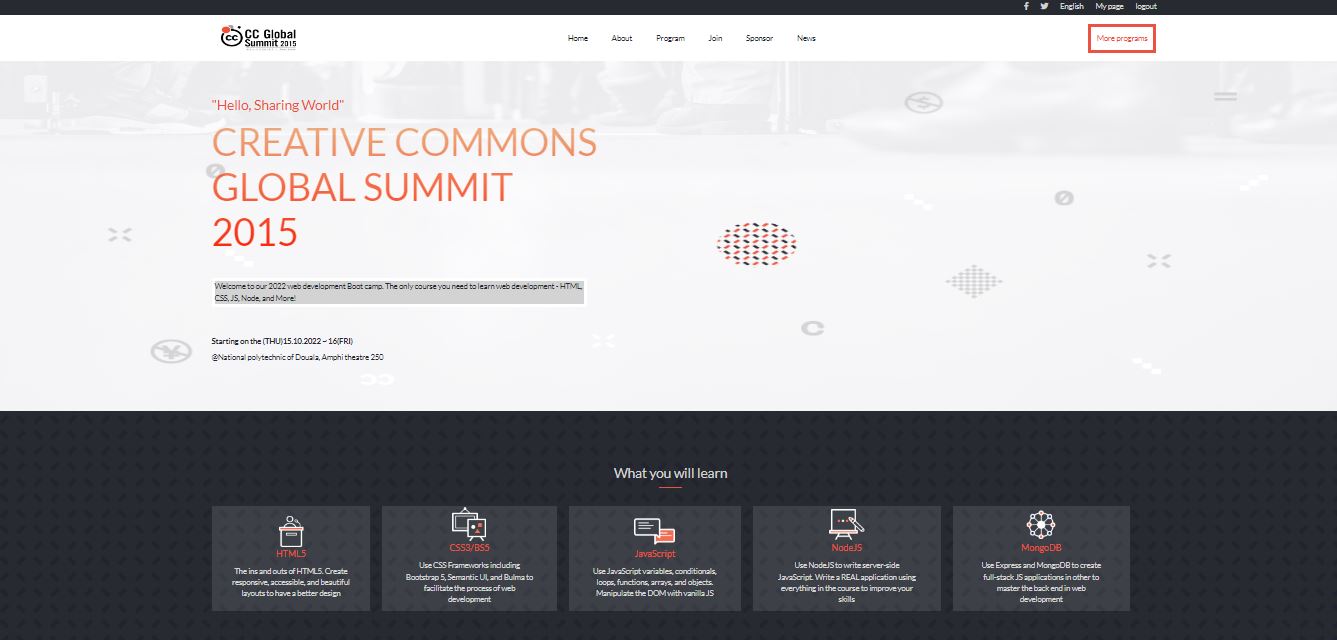 English My page logout
CC Global
Summit 2015
Home About Program Join Sponsor News
More programs
"Hello, Sharing World"
CREATIVE COMMONS
GLOBAL SUMMIT
2015
Welcome to our 2022 web development Boot camp. The only course you need to learn web development - HTML,
CSS, JS, Node, and More!
Starting on the (THU)15.10.2022 ~ 16(FRI)
@National polytechnic of Douala, Amphi theatre 250
What you will learn
HTML5
The ins and outs of HTML5. Create
responsive, accessible, and beautiful
layouts to have a better design
CSS3/BS5
Use CSS Frameworks including
Bootstrap 5, Semantic UI, and Bulma to
facilitate the process of web
development
JavaScript
Use JavaScript variables, conditionals,
loops, functions, arrays, and objects.
Manipulate the DOM with vanilla JS
NodeJS
Use NodeJS to write server-side
JavaScript. Write a REAL application using
everything in the course to improve your
skills
MongoDB
Use Express and MongoDB to create
full-stack JS applications in other to
master the back end in web
development